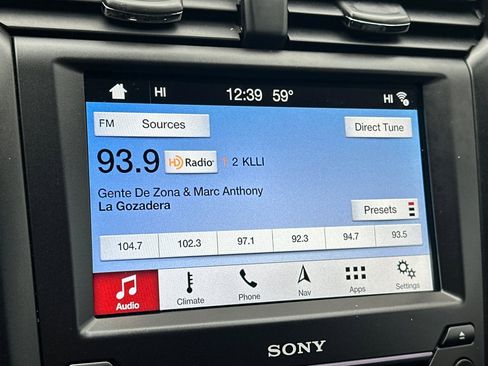 HI 12:39 59° HI
FM Sources Direct Tune
93.9 HD Radio 1 2 KLLI
Gente De Zona & Marc Anthony
La Gozadera
Presets
104.7 102.3 97.1 92.3 94.7 93.5
Audio Climate Phone Nav Apps Settings
SONY